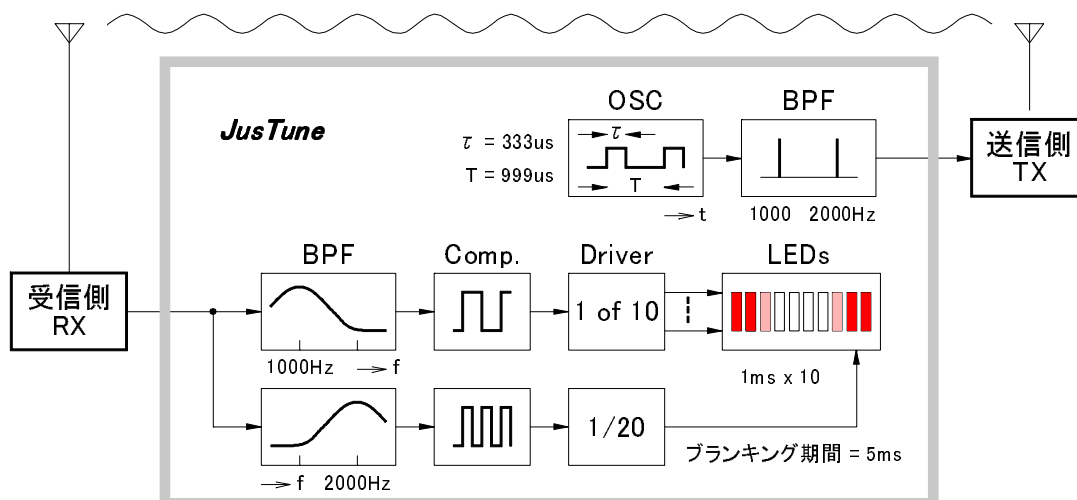 JusTune
OSC
BPF
τ = 333us
T = 999us
τ
T
t
1000 2000Hz
送信側
TX
受信側
RX
BPF
Comp.
Driver
LEDs
1 of 10
1000Hz
f
1ms x 10
1/20
f
2000Hz
ブランキング期間 = 5ms